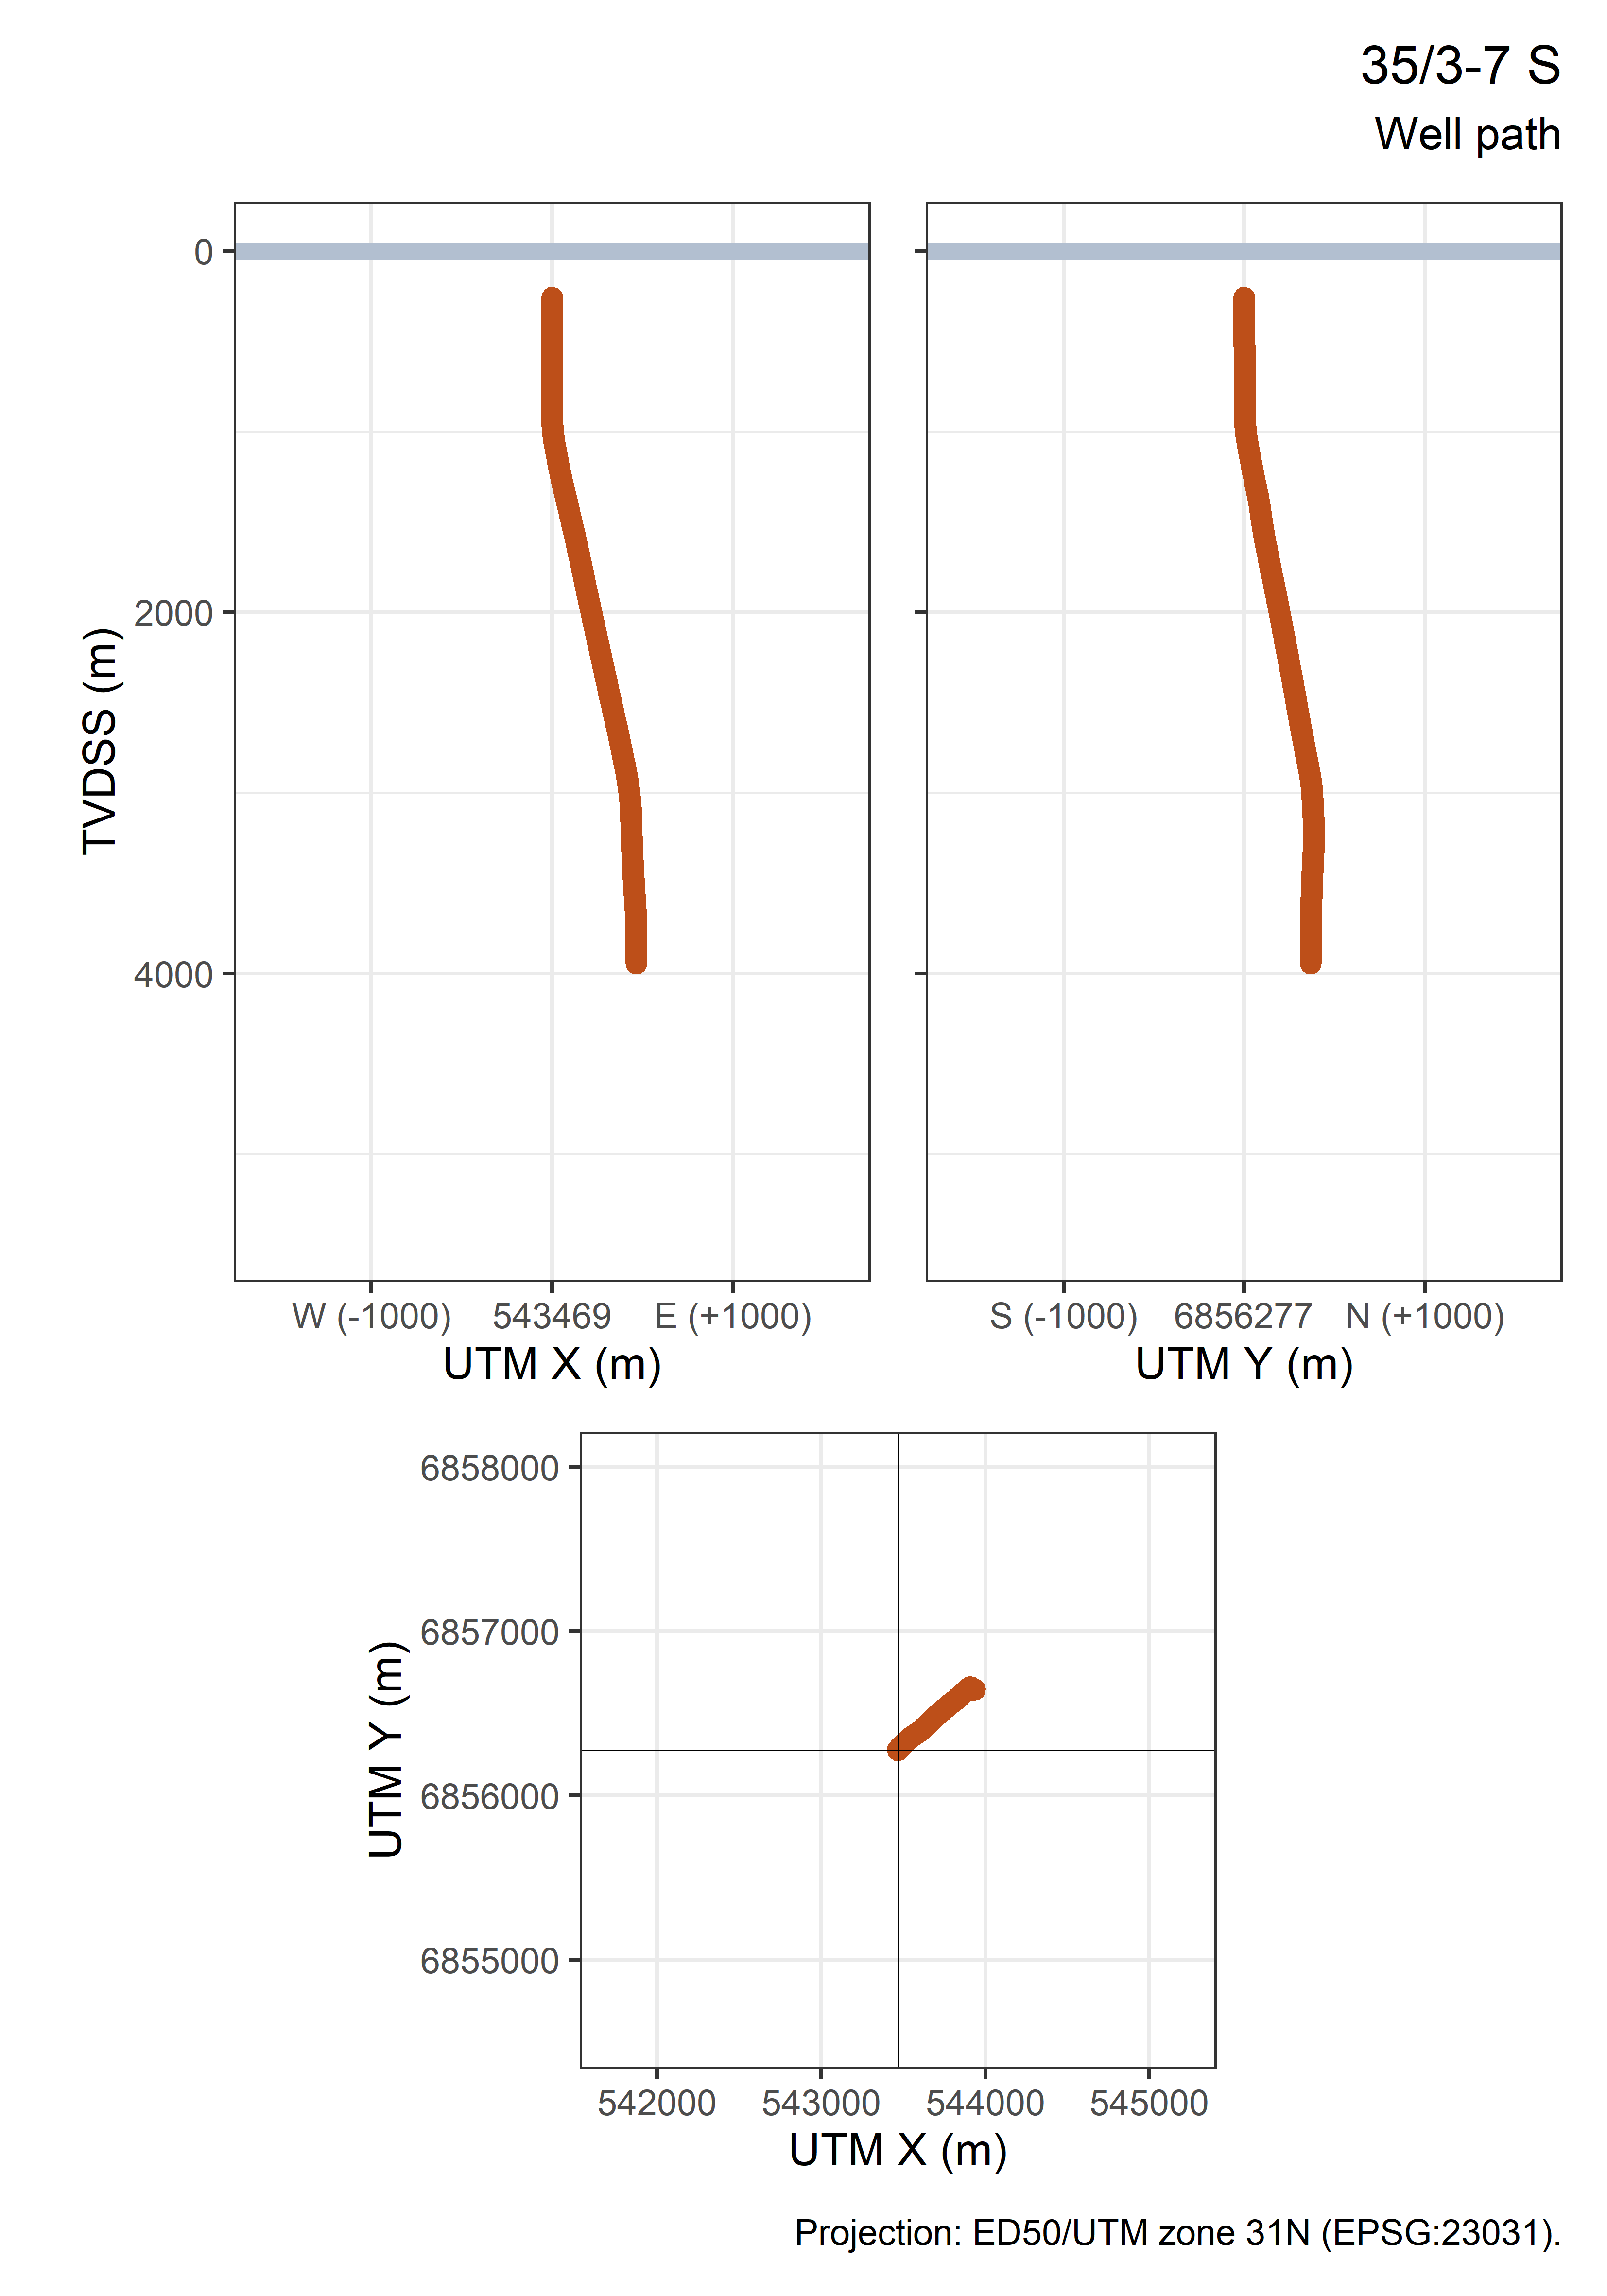 35/3-7 S
Well path
TVDSS (m)
0
2000
4000
W (-1000) 543469 E (+1000)
UTM X (m)
S (-1000) 6856277 N (+1000)
UTM Y (m)
UTM Y (m)
6858000
6857000
6856000
6855000
542000 543000 544000 545000
UTM X (m)
Projection: ED50/UTM zone 31N (EPSG:23031).